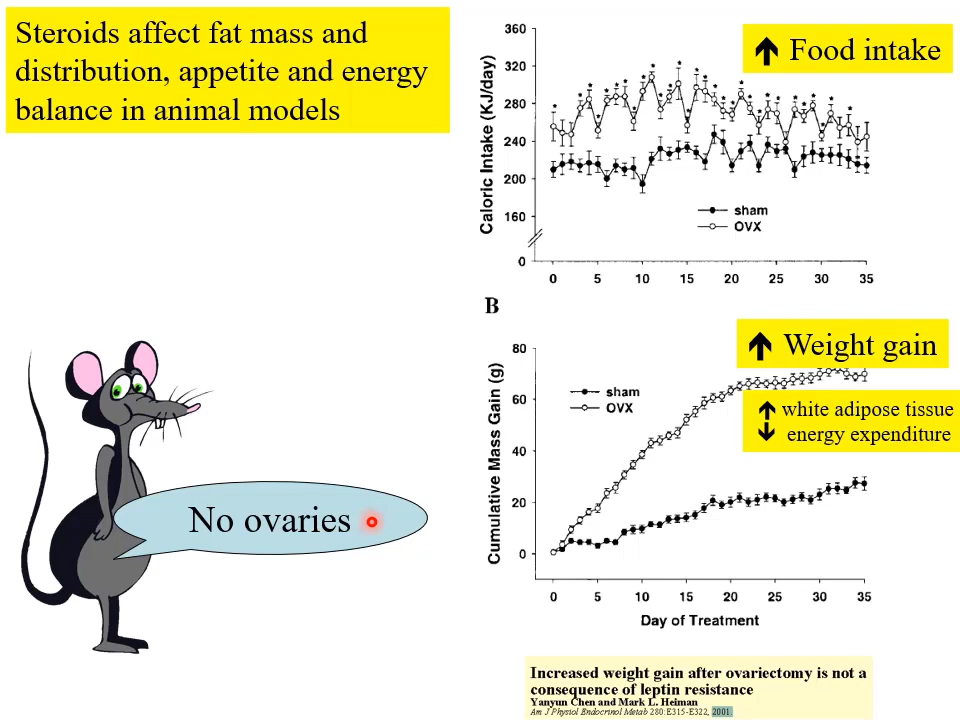 Steroids affect fat mass and
distribution, appetite and energy
balance in animal models
No ovaries
↑ Food intake
Caloric Intake (KJ/day)
360
320
280
240
200
160
0
sham
OVX
0 5 10 15 20 25 30 35
B
↑ Weight gain
↑ white adipose tissue
↓ energy expenditure
Cumulative Mass Gain (g)
80
60
40
20
0
sham
OVX
0 5 10 15 20 25 30 35
Day of Treatment
Increased weight gain after ovariectomy is not a
consequence of leptin resistance
Yanyun Chen and Mark L. Heiman
Am J Physiol Endocrinol Metab 280:E315-E322, 2001